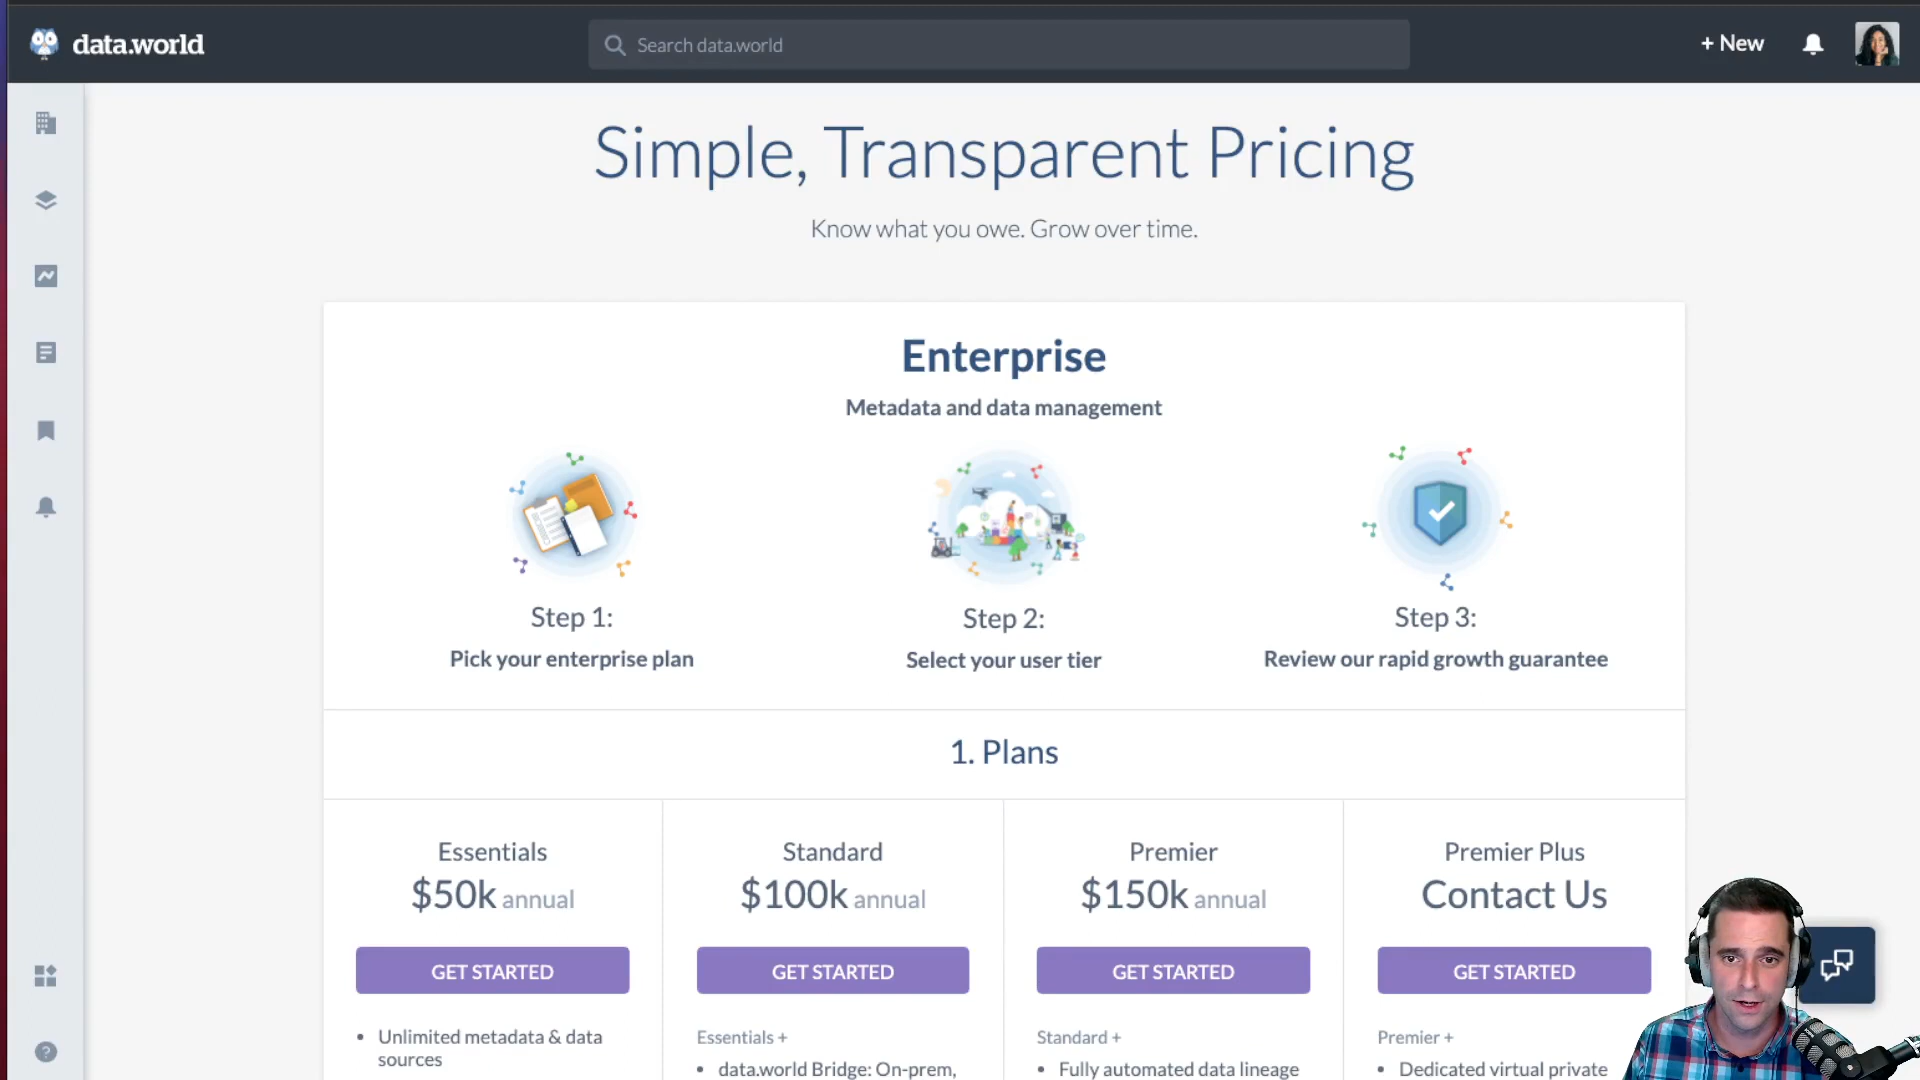 data.world
Search data.world
+ New
Simple, Transparent Pricing
Know what you owe. Grow over time.
Enterprise
Metadata and data management
Step 1:
Pick your enterprise plan
Step 2:
Select your user tier
Step 3:
Review our rapid growth guarantee
1. Plans
Essentials
$50k annual
GET STARTED
• Unlimited metadata & data
sources
Standard
$100k annual
GET STARTED
Essentials +
• data.world Bridge: On-prem,
Premier
$150k annual
GET STARTED
Standard +
• Fully automated data lineage
Premier Plus
Contact Us
GET STARTED
Premier +
• Dedicated virtual private
?